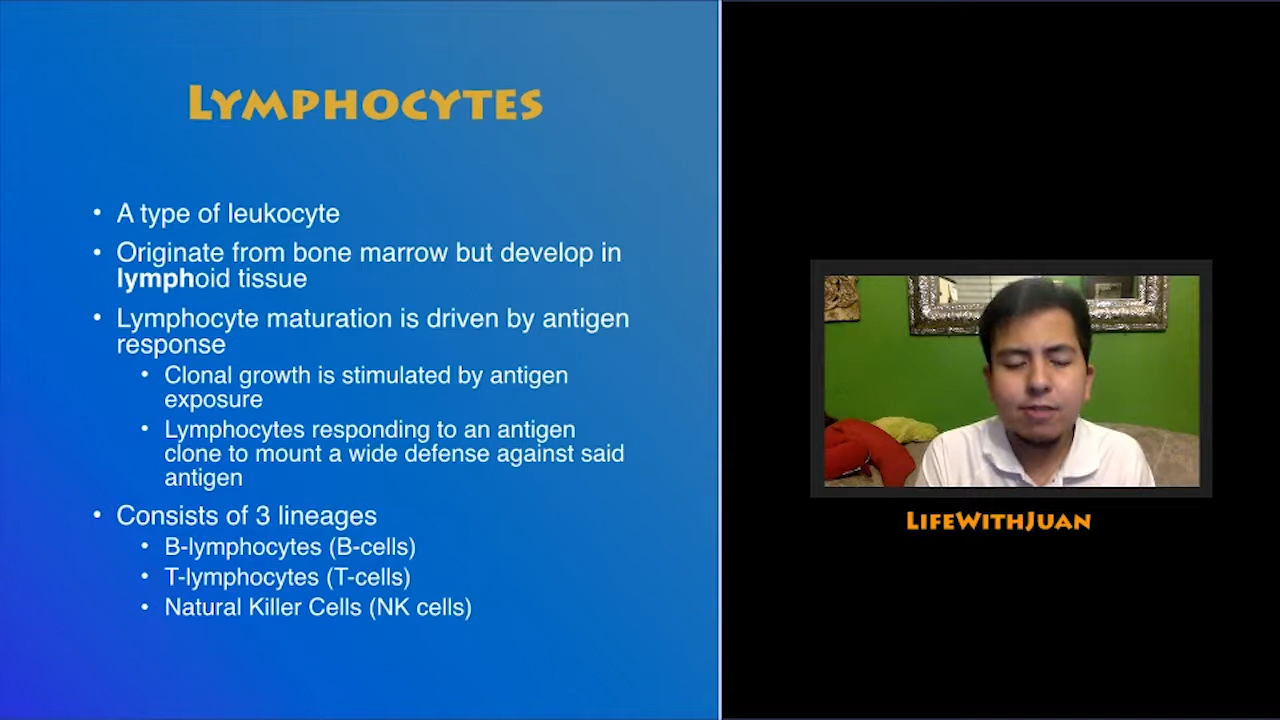 LYMPHOCYTES
• A type of leukocyte
• Originate from bone marrow but develop in
lymphoid tissue
• Lymphocyte maturation is driven by antigen
response
• Clonal growth is stimulated by antigen
exposure
• Lymphocytes responding to an antigen
clone to mount a wide defense against said
antigen
• Consists of 3 lineages
• B-lymphocytes (B-cells)
• T-lymphocytes (T-cells)
• Natural Killer Cells (NK cells)
LIFEWITHJUAN